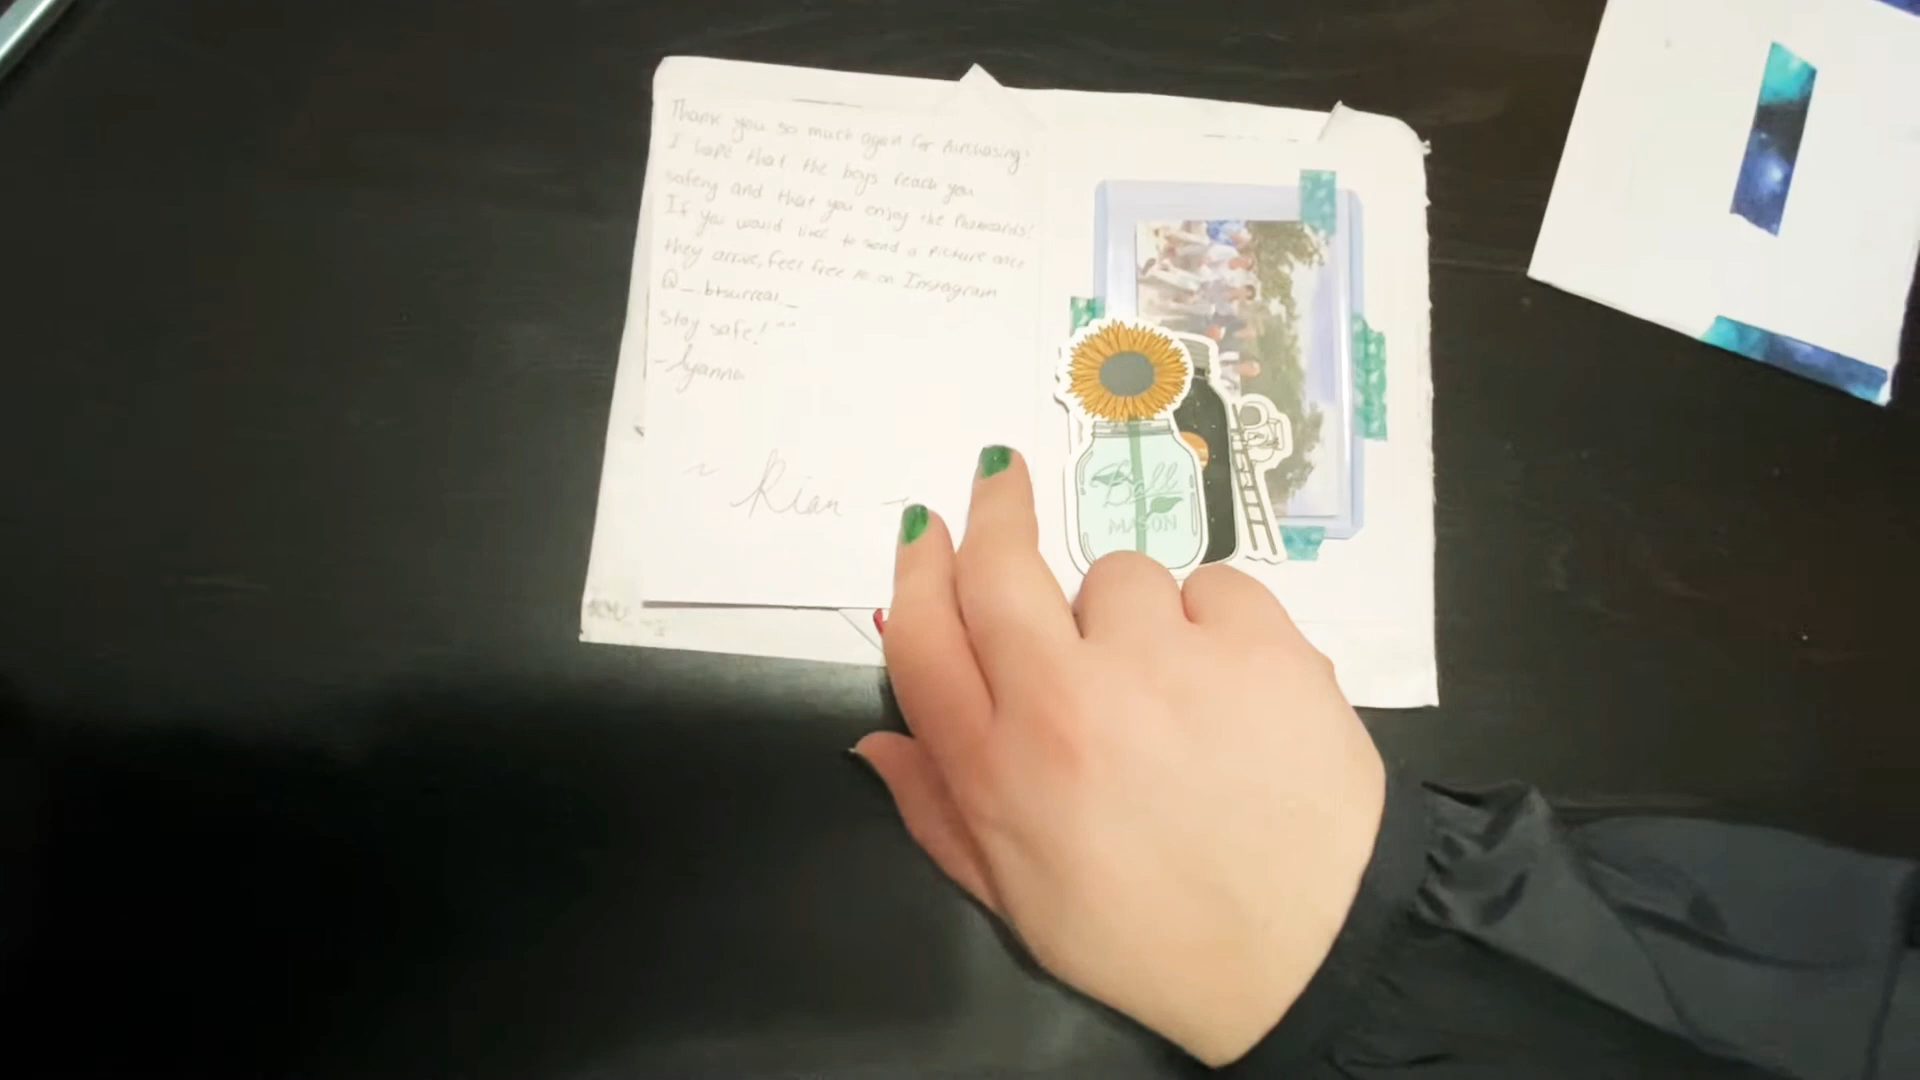 Thank you so much again for purchasing!
I hope that the boys reach you
safely and that you enjoy the Photocards!
If you would like to send a picture once
they arrive, feel free to on Instagram
@_.btsurreal_
Stay safe! ^^
~ Rian ~
Ball
MASON